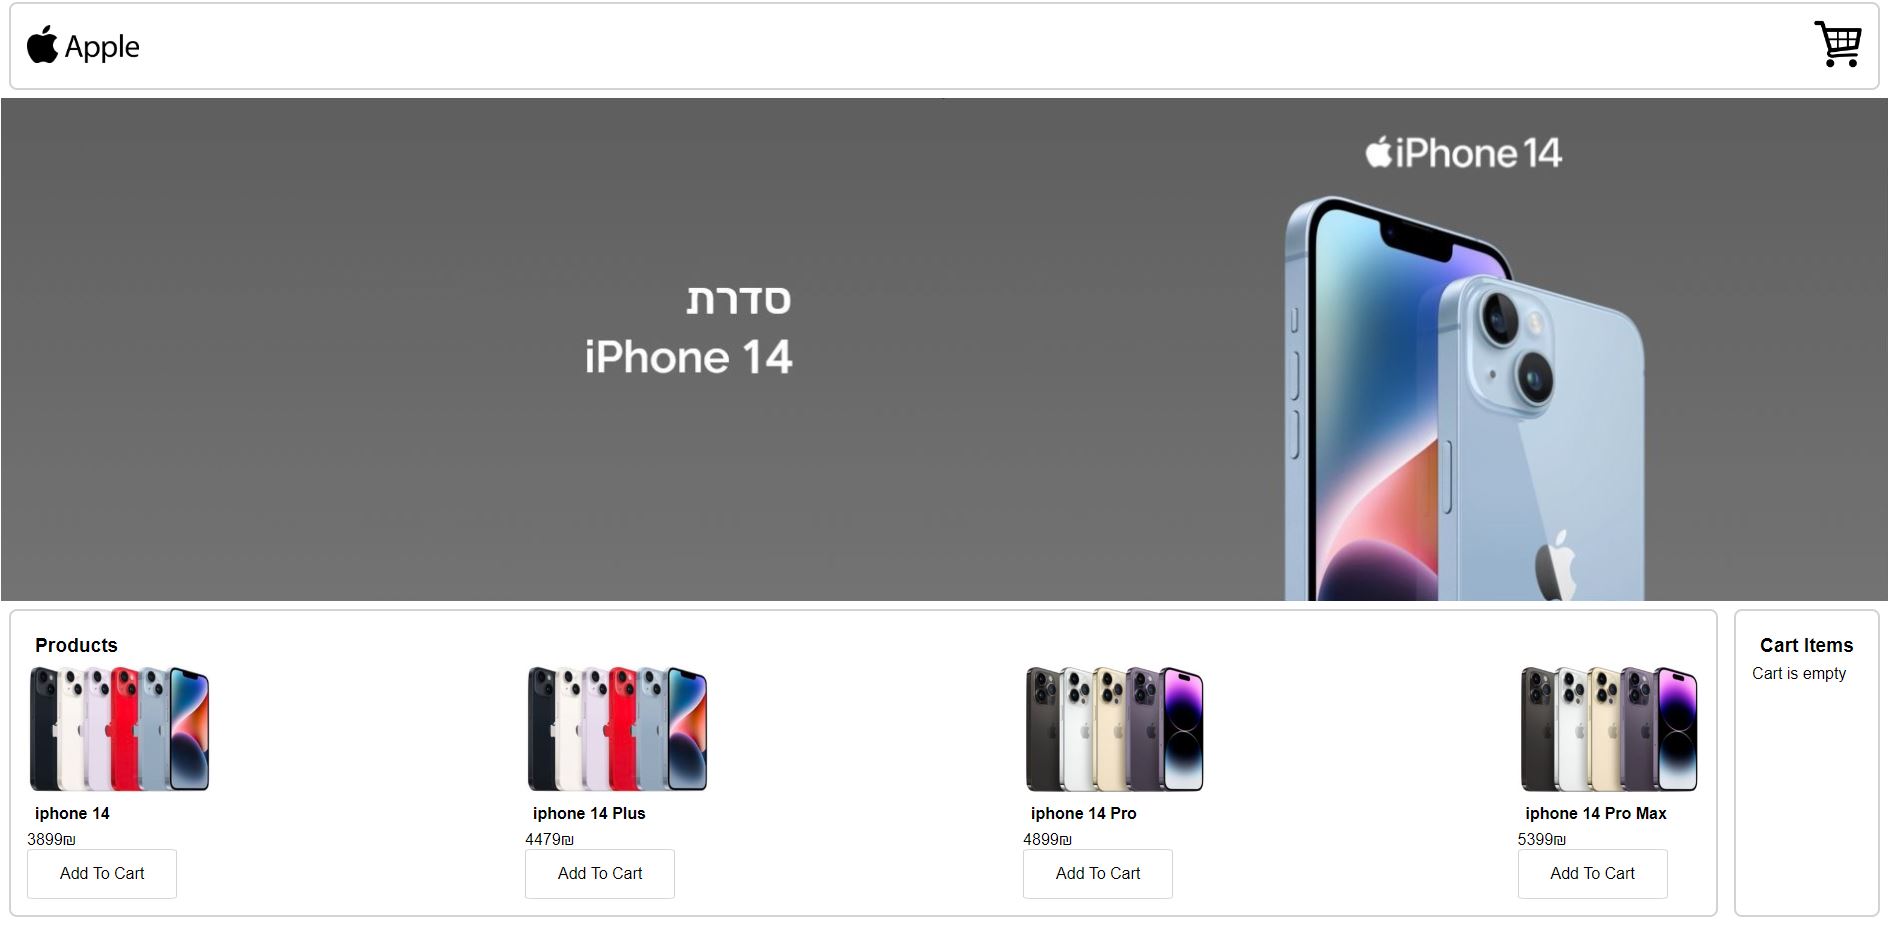 Apple
iPhone 14
סדרת
iPhone 14
Products
iphone 14
3899₪
Add To Cart
iphone 14 Plus
4479₪
Add To Cart
iphone 14 Pro
4899₪
Add To Cart
iphone 14 Pro Max
5399₪
Add To Cart
Cart Items
Cart is empty